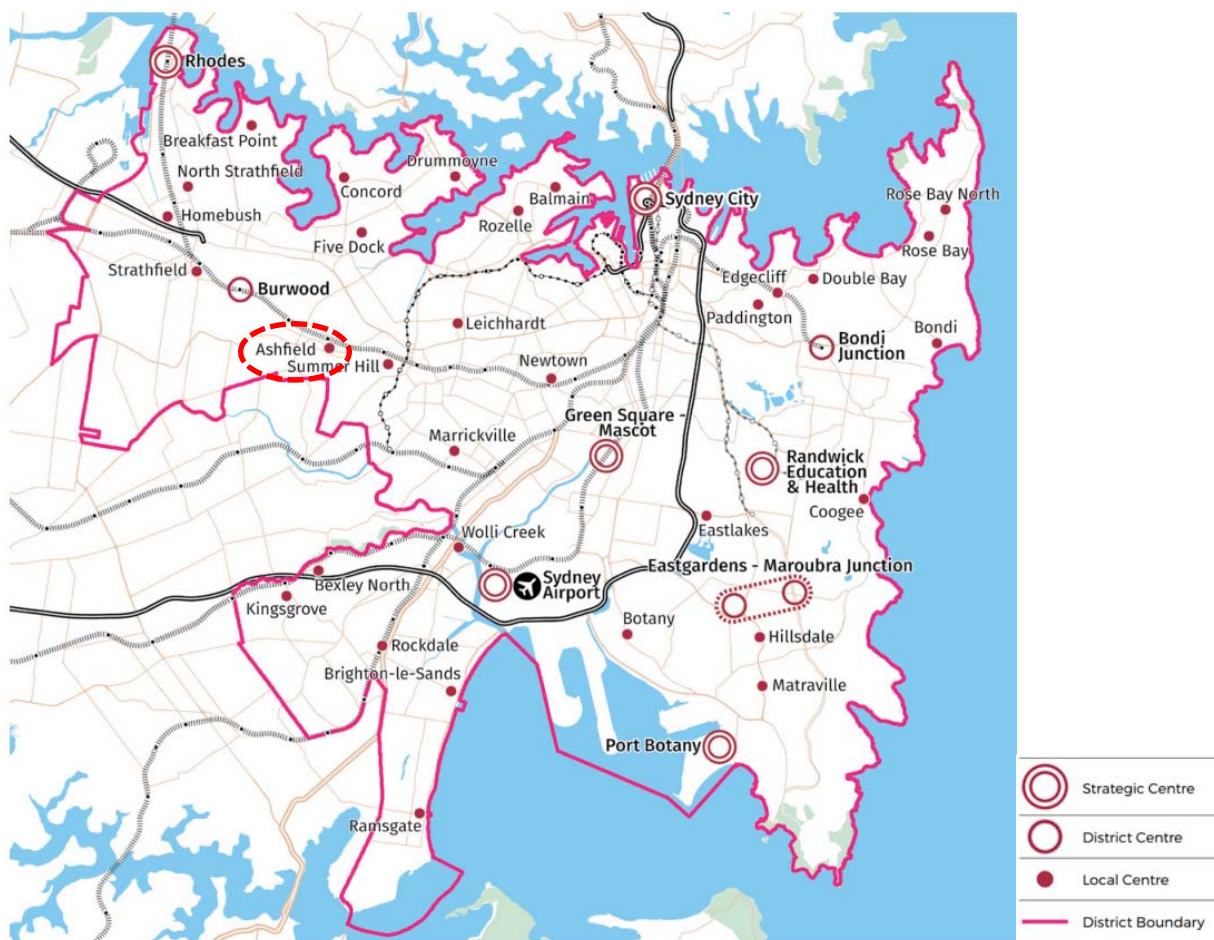 Rhodes
Breakfast Point
North Strathfield
Homebush
Strathfield
Burwood
Concord
Five Dock
Drummoyne
Rozelle
Balmain
Sydney City
Rose Bay North
Rose Bay
Edgecliff
Double Bay
Paddington
Bondi
Junction
Bondi
Leichhardt
Ashfield
Summer Hill
Newtown
Green Square -
Mascot
Marrickville
Randwick
Education
& Health
Coogee
Eastlakes
Wolli Creek
Sydney
Airport
Eastgardens - Maroubra Junction
Bexley North
Kingsgrove
Botany
Hillsdale
Rockdale
Brighton-le-Sands
Matraville
Port Botany
Ramsgate
Strategic Centre
District Centre
Local Centre
District Boundary